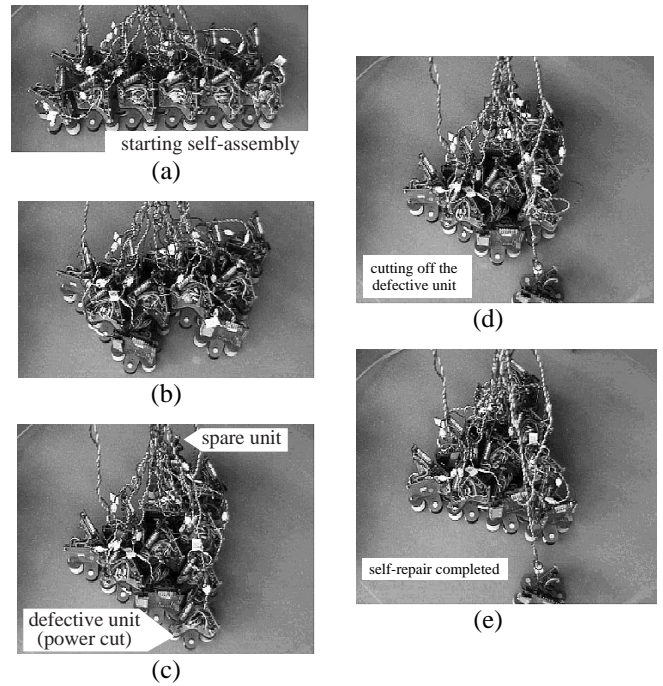 starting self-assembly
(a)
(b)
spare unit
defective unit
(power cut)
(c)
cutting off the
defective unit
(d)
self-repair completed
(e)